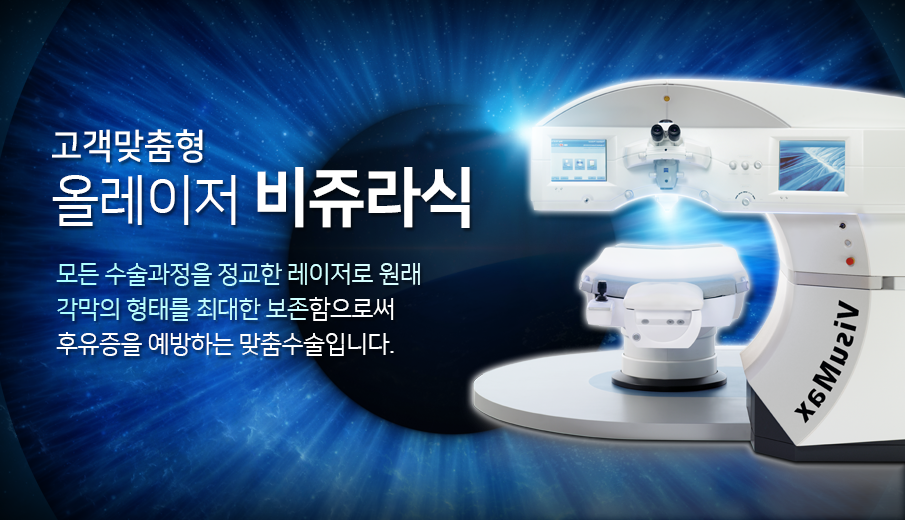 고객맞춤형
올레이저 비쥬라식
모든 수술과정을 정교한 레이저로 원래
각막의 형태를 최대한 보존함으로써
후유증을 예방하는 맞춤수술입니다.
VisuMax